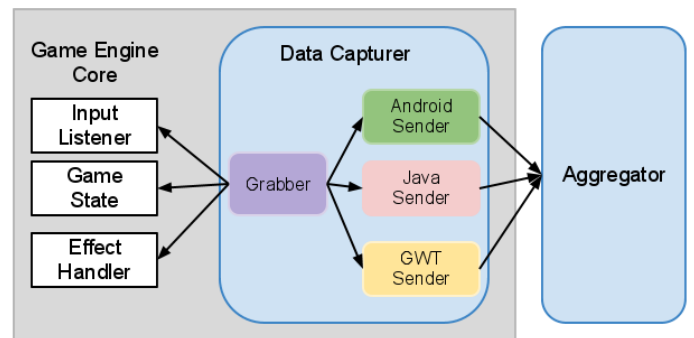 Game Engine
Core
Input
Listener
Game
State
Effect
Handler
Data Capturer
Grabber
Android
Sender
Java
Sender
GWT
Sender
Aggregator